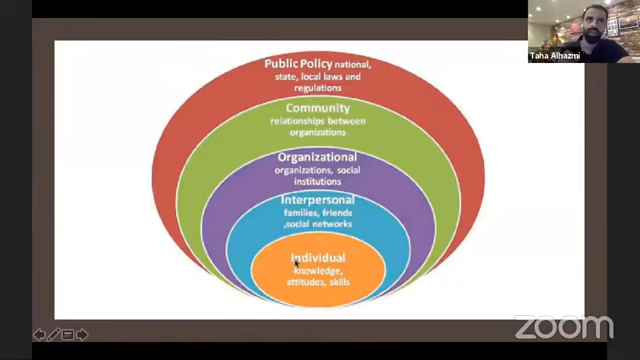 Public Policy national,
state, local laws and
regulations
Community
relationships between
organizations
Organizational
organizations, social
institutions
Interpersonal
families, friends
,social networks
Individual
knowledge,
attitudes, skills
Taha Alhazmi
zoom